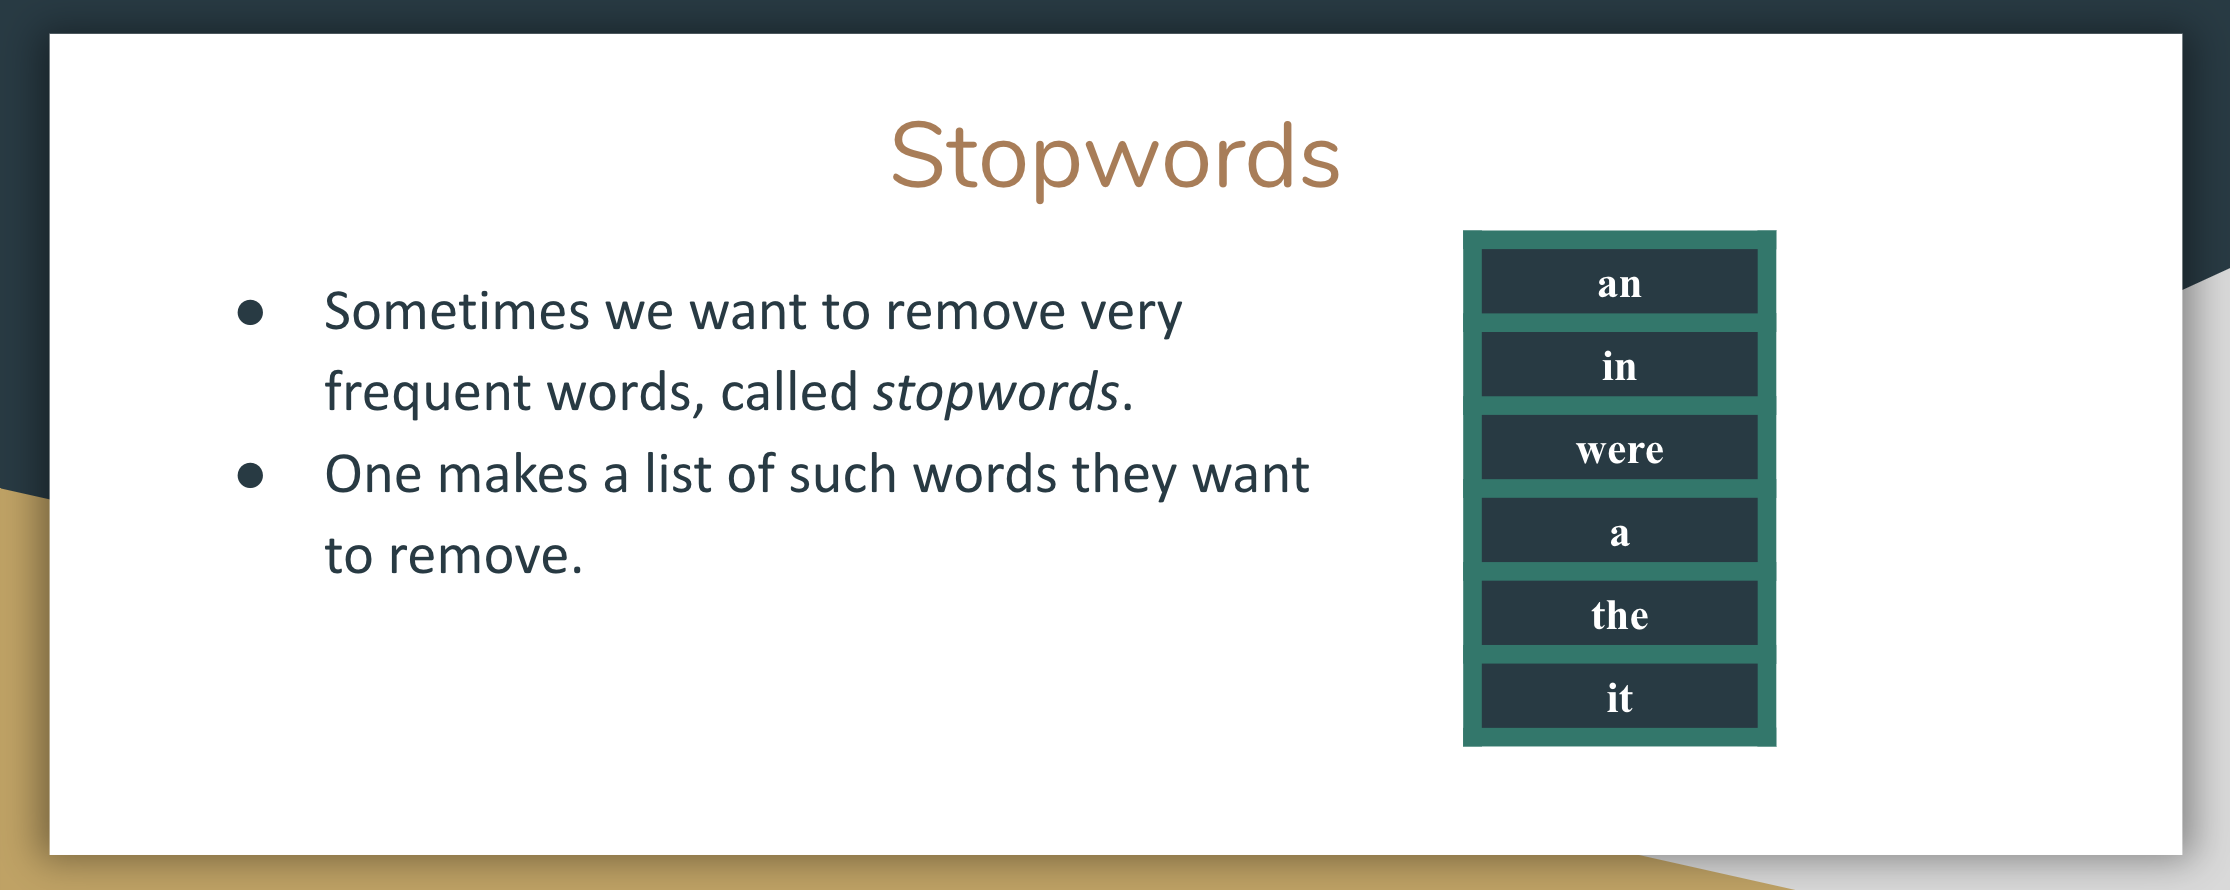 Stopwords
● Sometimes we want to remove very
frequent words, called stopwords.
● One makes a list of such words they want
to remove.
an
in
were
a
the
it